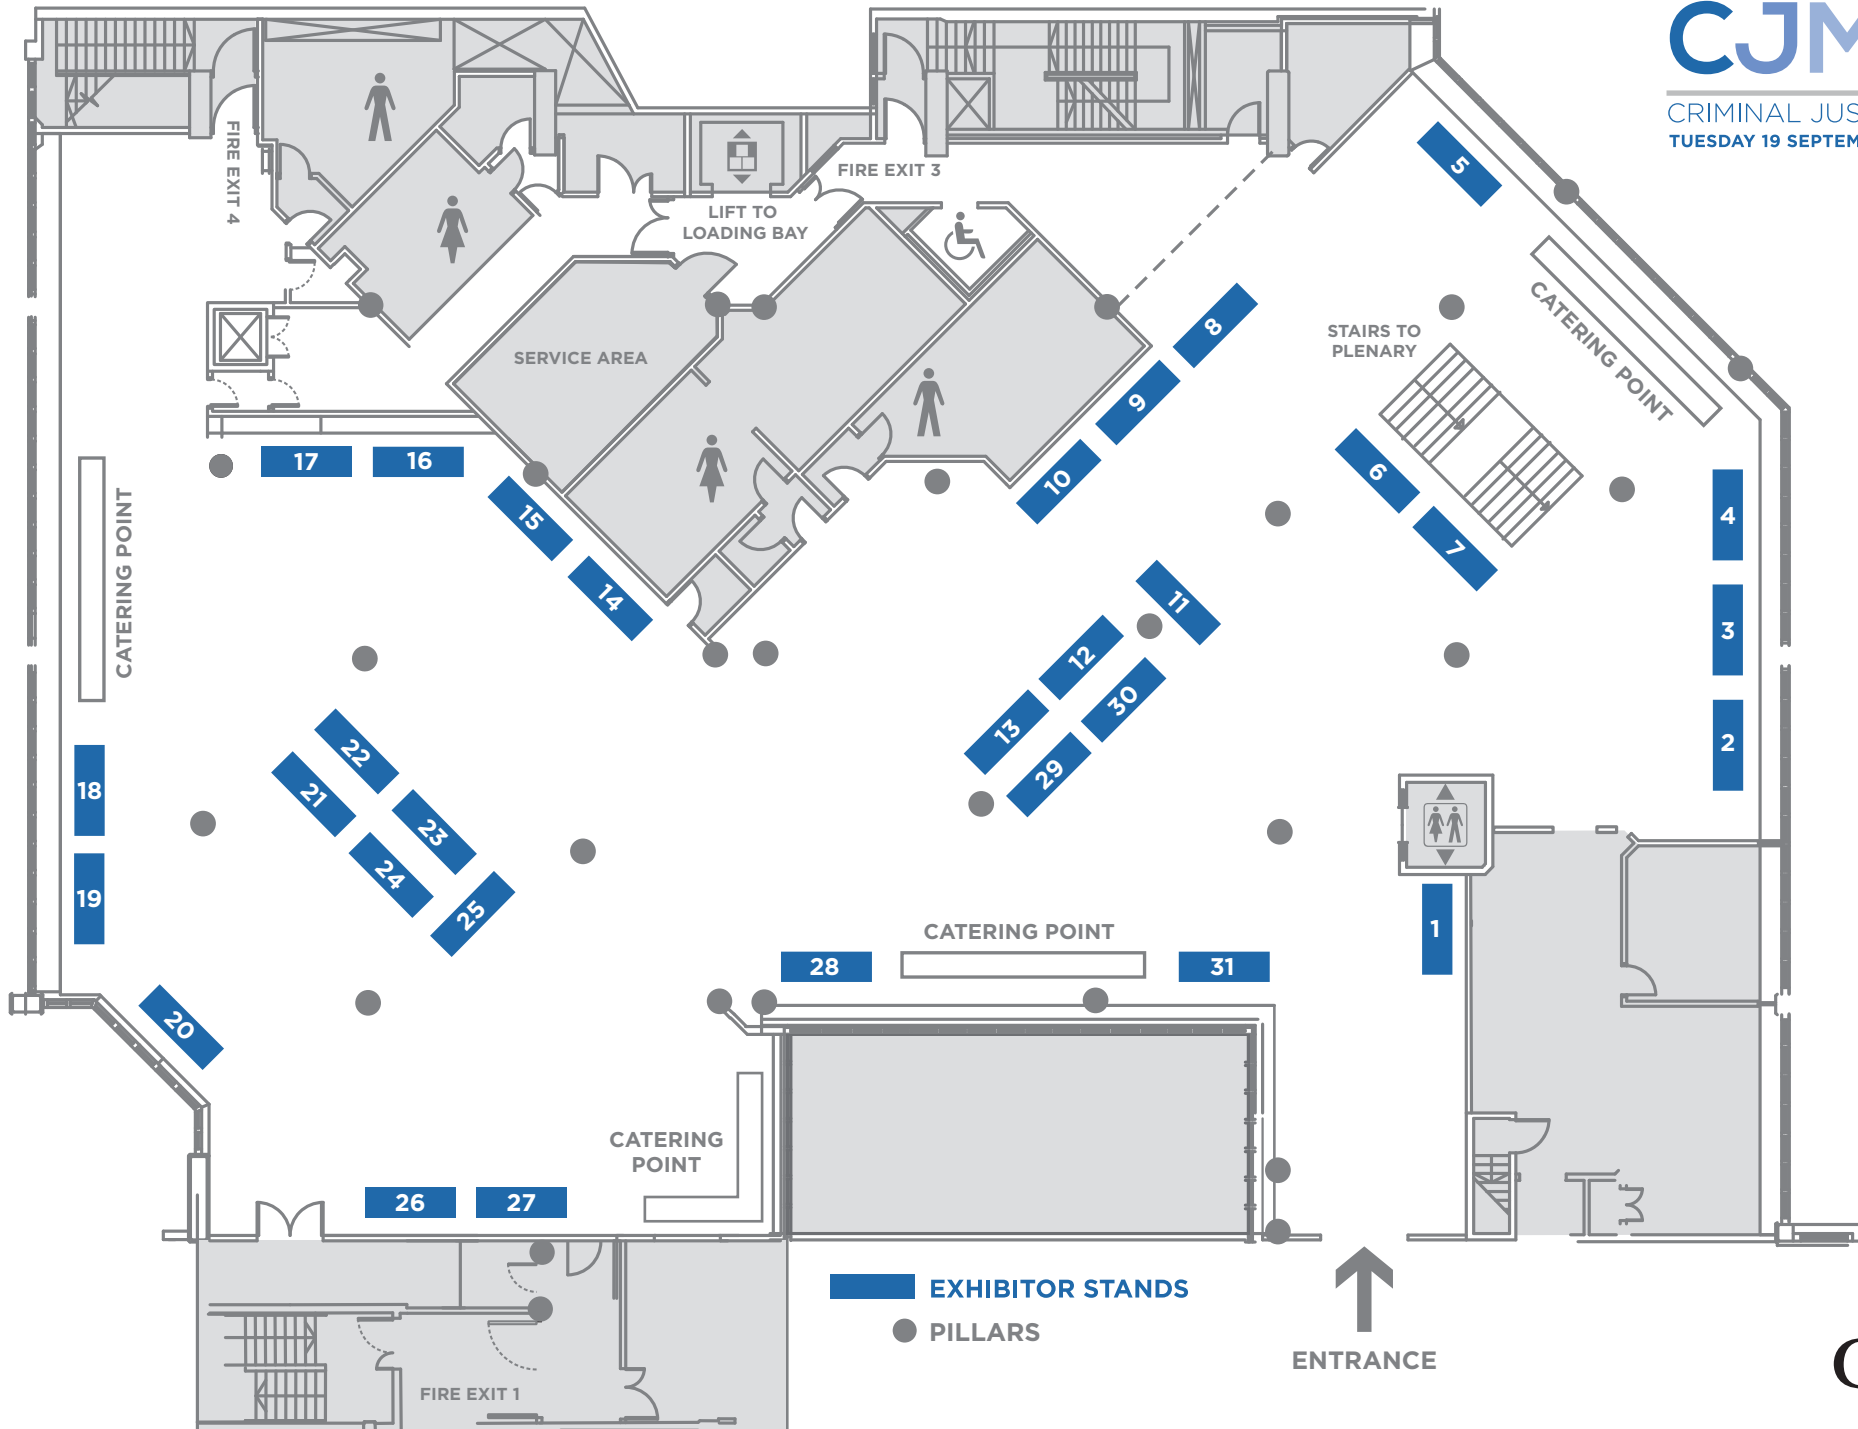 CJM
CRIMINAL JUS
TUESDAY 19 SEPTEM
FIRE EXIT 4
FIRE EXIT 3
LIFT TO
LOADING BAY
5
CATERING POINT
STAIRS TO
PLENARY
8
9
10
SERVICE AREA
17
16
15
14
CATERING POINT
6
7
4
3
2
11
12
13
30
29
22
21
23
24
25
18
19
20
1
CATERING POINT
28
31
CATERING
POINT
26
27
EXHIBITOR STANDS
PILLARS
ENTRANCE
FIRE EXIT 1